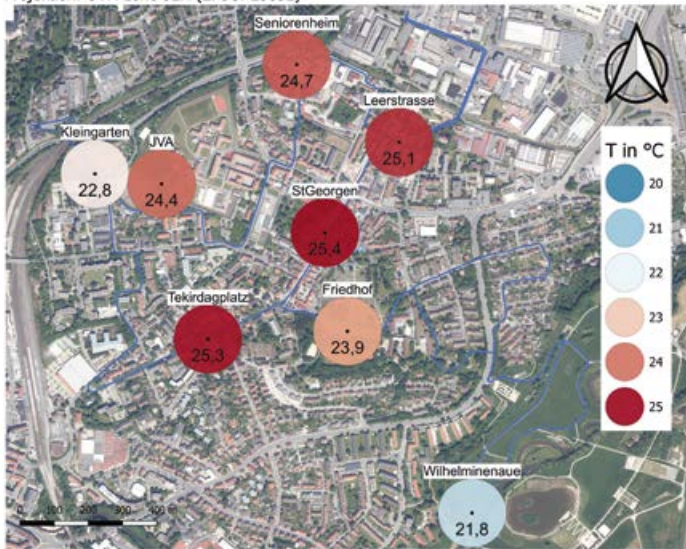 Seniorenheim
24,7
Leerstrasse
25,1
Kleingarten
22,8
JVA
24,4
StGeorgen
25,4
Tekirdagplatz
25,3
Friedhof
23,9
Wilhelminenaue
21,8
T in °C
20
21
22
23
24
25
0 100 200 300 400 m